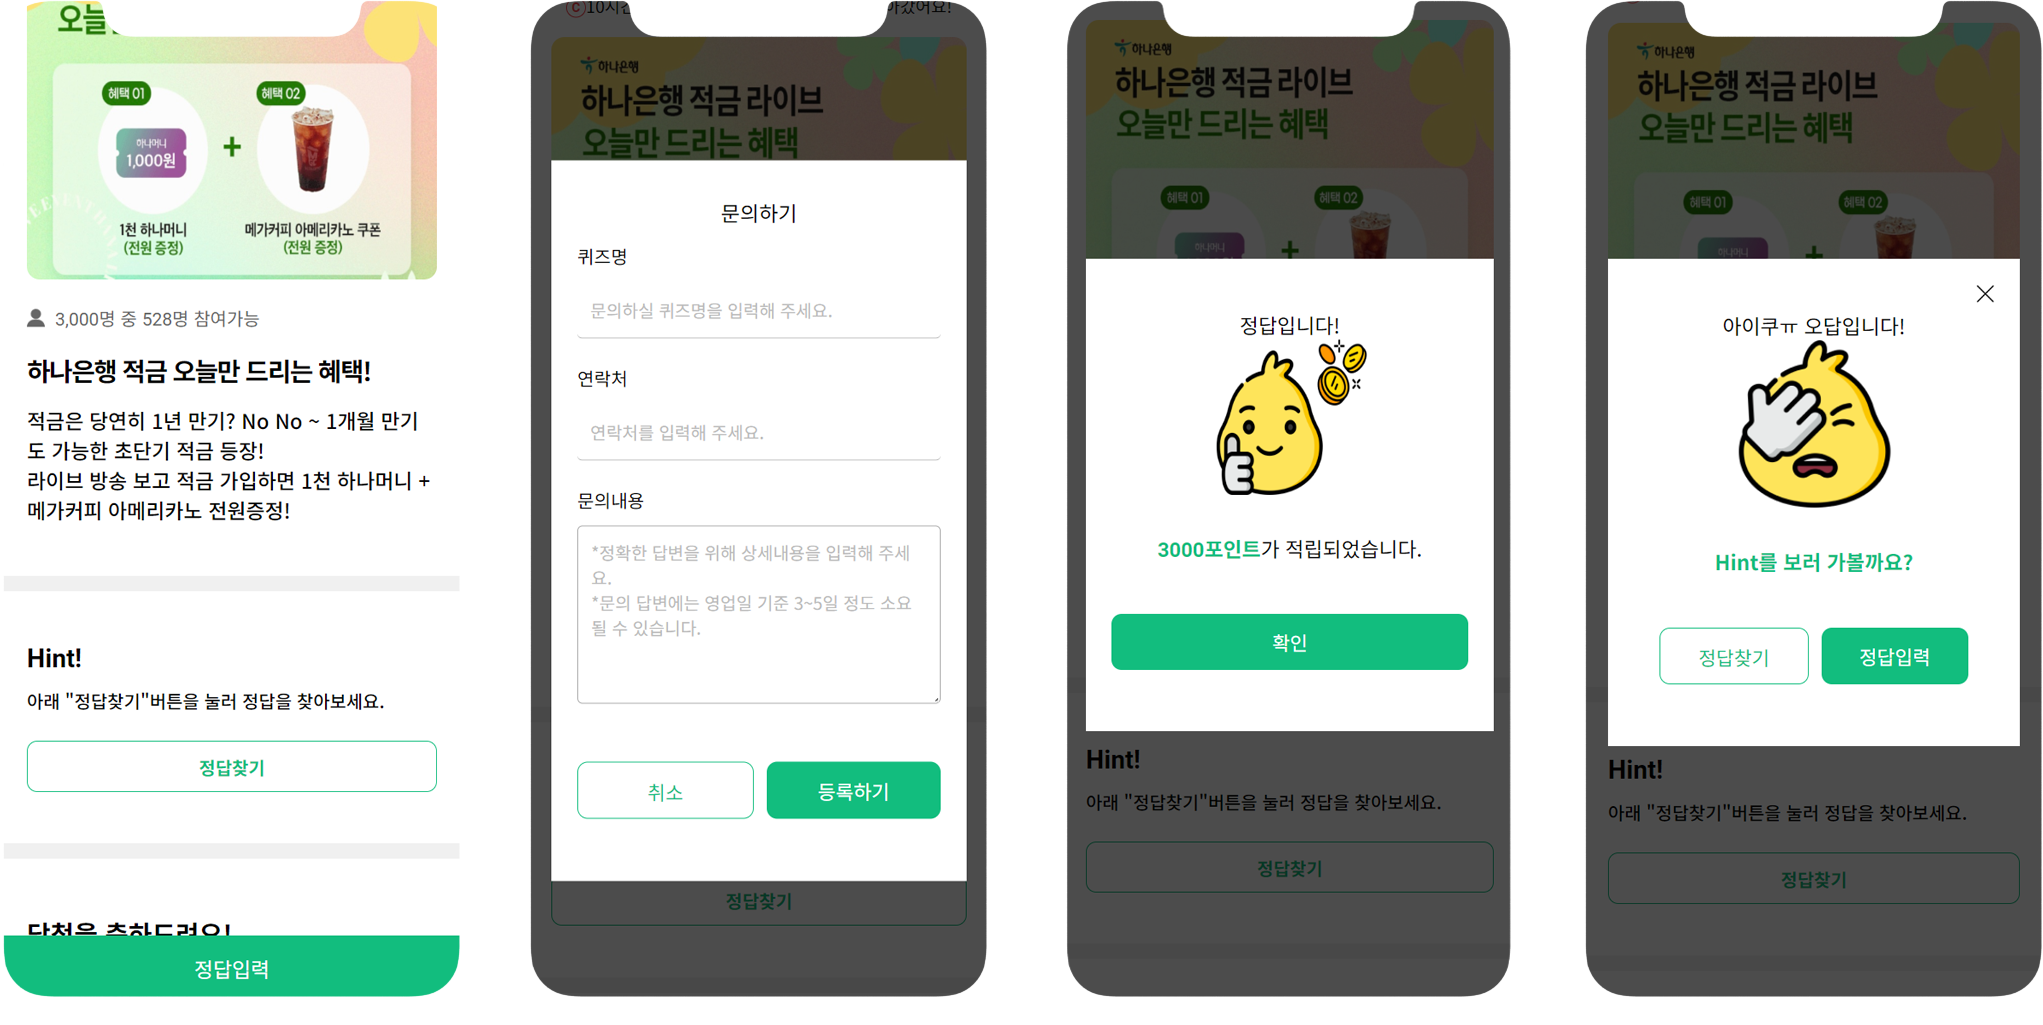 오늘
혜택 01
혜택 02
하나머니
1,000원
+
1천 하나머니
(전원 증정)
메가커피 아메리카노 쿠폰
(전원 증정)
3,000명 중 528명 참여가능
하나은행 적금 오늘만 드리는 혜택!
적금은 당연히 1년 만기? No No ~ 1개월 만기
도 가능한 초단기 적금 등장!
라이브 방송 보고 적금 가입하면 1천 하나머니 +
메가커피 아메리카노 전원증정!
Hint!
아래 "정답찾기"버튼을 눌러 정답을 찾아보세요.
정답찾기
당첨을 축하드려요!
정답입력
하나은행
하나은행 적금 라이브
오늘만 드리는 혜택
문의하기
퀴즈명
문의하실 퀴즈명을 입력해 주세요.
연락처
연락처를 입력해 주세요.
문의내용
*정확한 답변을 위해 상세내용을 입력해 주세
요.
*문의 답변에는 영업일 기준 3~5일 정도 소요
될 수 있습니다.
취소
등록하기
정답찾기
하나은행
하나은행 적금 라이브
오늘만 드리는 혜택
혜택 01
혜택 02
하나머니
+
정답입니다!
3000포인트가 적립되었습니다.
확인
Hint!
아래 "정답찾기"버튼을 눌러 정답을 찾아보세요.
정답찾기
하나은행
하나은행 적금 라이브
오늘만 드리는 혜택
혜택 01
혜택 02
하나머니
+
아이쿠ㅠ 오답입니다!
Hint를 보러 가볼까요?
정답찾기
정답입력
Hint!
아래 "정답찾기"버튼을 눌러 정답을 찾아보세요.
정답찾기